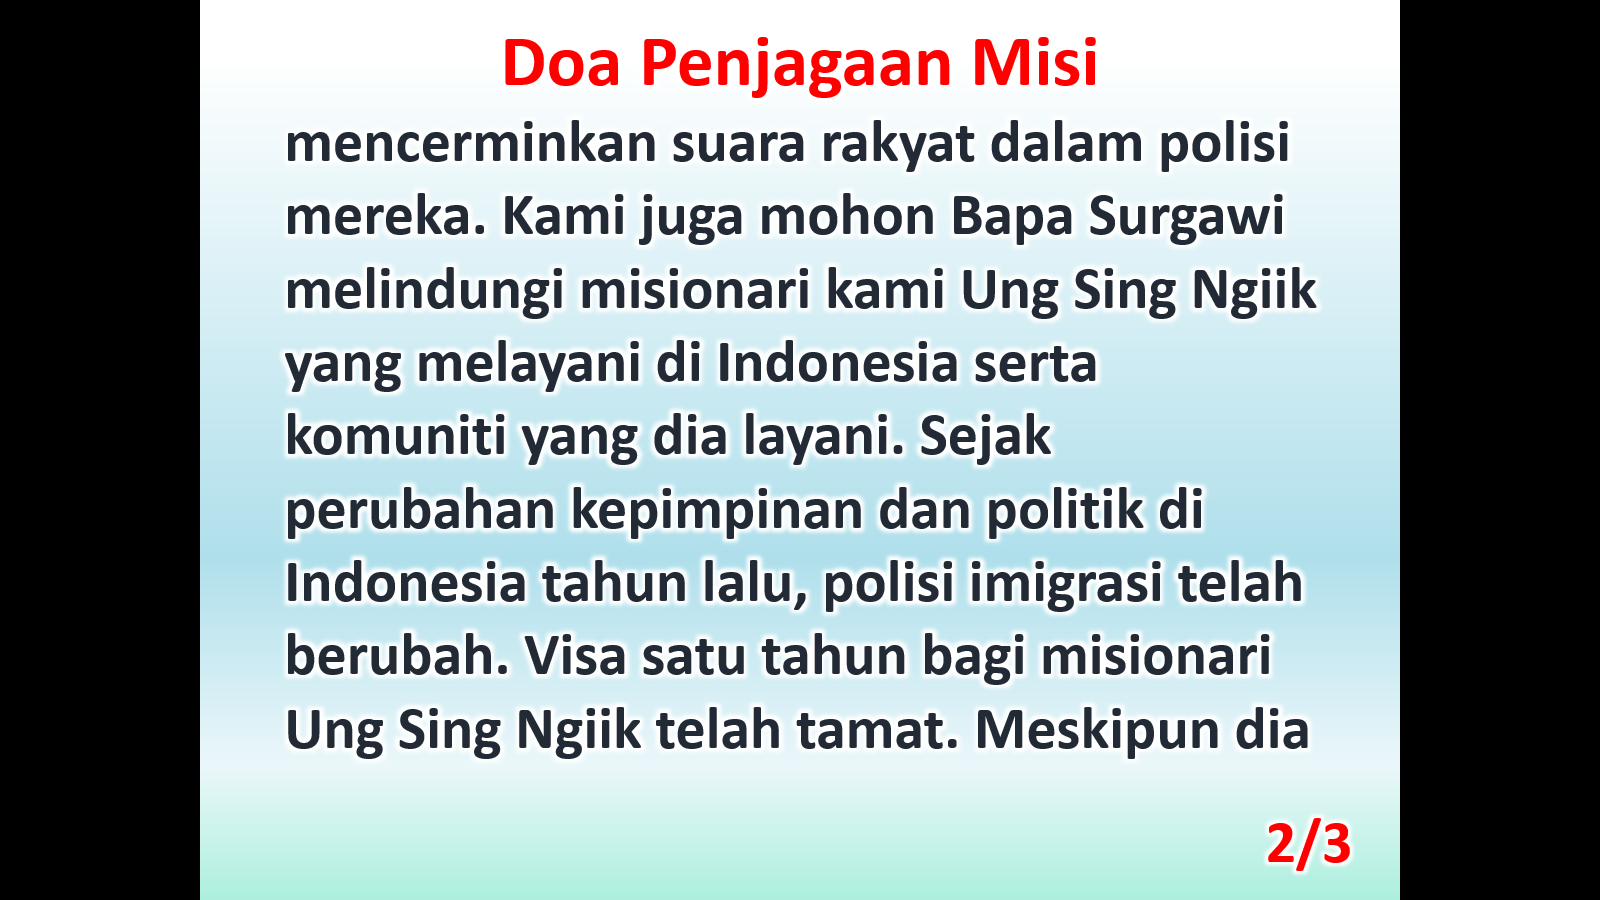 Doa Penjagaan Misi
mencerminkan suara rakyat dalam polisi
mereka. Kami juga mohon Bapa Surgawi
melindungi misionari kami Ung Sing Ngiik
yang melayani di Indonesia serta
komuniti yang dia layani. Sejak
perubahan kepimpinan dan politik di
Indonesia tahun lalu, polisi imigrasi telah
berubah. Visa satu tahun bagi misionari
Ung Sing Ngiik telah tamat. Meskipun dia
2/3